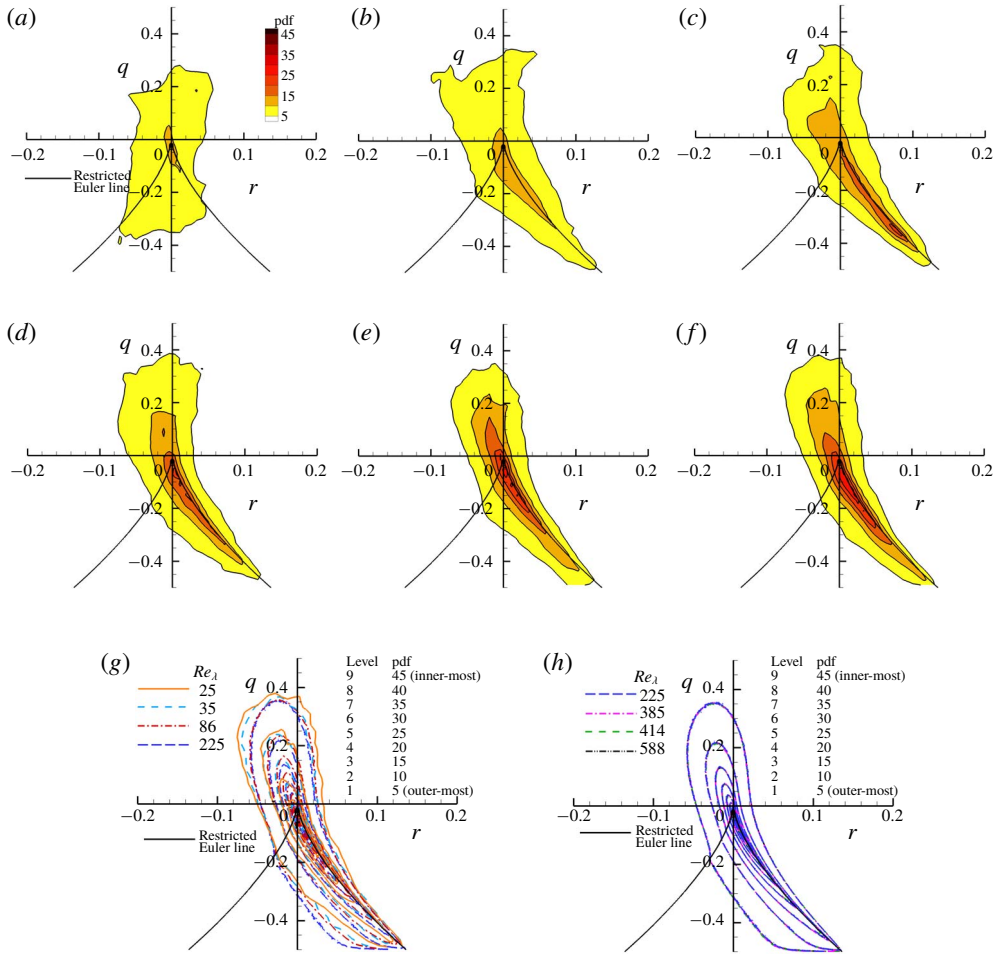 (a)
(b)
(c)
pdf
45
35
25
15
5
q
0.4
0.2
−0.2
−0.1
0
0.1
0.2
−0.2
−0.4
r
Restricted
Euler line
q
0.4
0.2
−0.2
−0.1
0
0.1
0.2
−0.2
−0.4
r
q
0.4
0.2
−0.2
−0.1
0
0.1
0.2
−0.2
−0.4
r
(d)
(e)
(f)
q
0.4
0.2
−0.2
−0.1
0
0.1
0.2
−0.2
−0.4
r
q
0.4
0.2
−0.2
−0.1
0
0.1
0.2
−0.2
−0.4
r
q
0.4
0.2
−0.2
−0.1
0
0.1
0.2
−0.2
−0.4
r
(g)
Reλ
25
35
86
225
q
0.4
0.2
Level pdf
9 45 (inner-most)
8 40
7 35
6 30
5 25
4 20
3 15
2 10
1 5 (outer-most)
−0.2
−0.1
0
0.1
0.2
r
Restricted
Euler line
−0.2
−0.4
(h)
Reλ
225
385
414
588
q
0.4
0.2
Level pdf
9 45 (inner-most)
8 40
7 35
6 30
5 25
4 20
3 15
2 10
1 5 (outer-most)
−0.2
−0.1
0
0.1
0.2
r
Restricted
Euler line
−0.2
−0.4